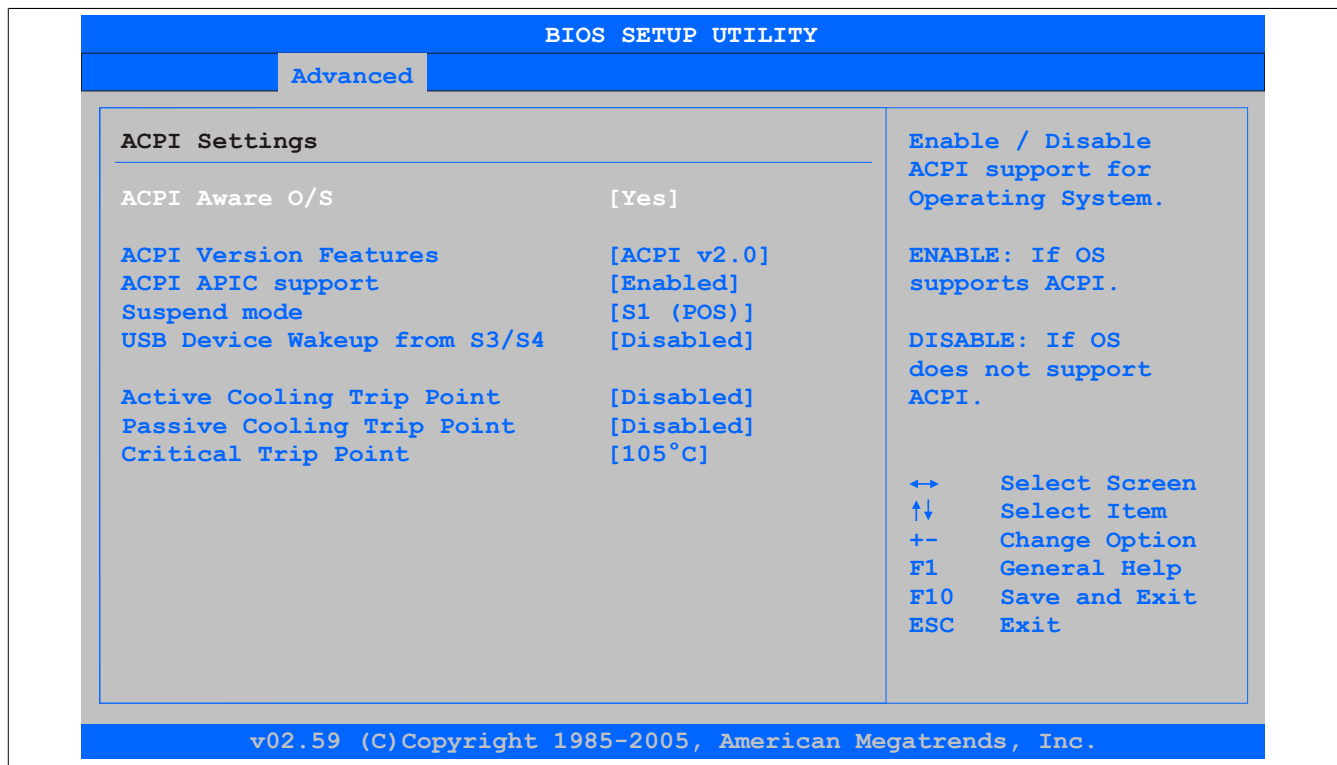 BIOS SETUP UTILITY
Advanced
ACPI Settings
ACPI Aware O/S [Yes]
ACPI Version Features [ACPI v2.0]
ACPI APIC support [Enabled]
Suspend mode [S1 (POS)]
USB Device Wakeup from S3/S4 [Disabled]
Active Cooling Trip Point [Disabled]
Passive Cooling Trip Point [Disabled]
Critical Trip Point [105°C]
Enable / Disable
ACPI support for
Operating System.
ENABLE: If OS
supports ACPI.
DISABLE: If OS
does not support
ACPI.
↔ Select Screen
↑↓ Select Item
+- Change Option
F1 General Help
F10 Save and Exit
ESC Exit
v02.59 (C)Copyright 1985-2005, American Megatrends, Inc.